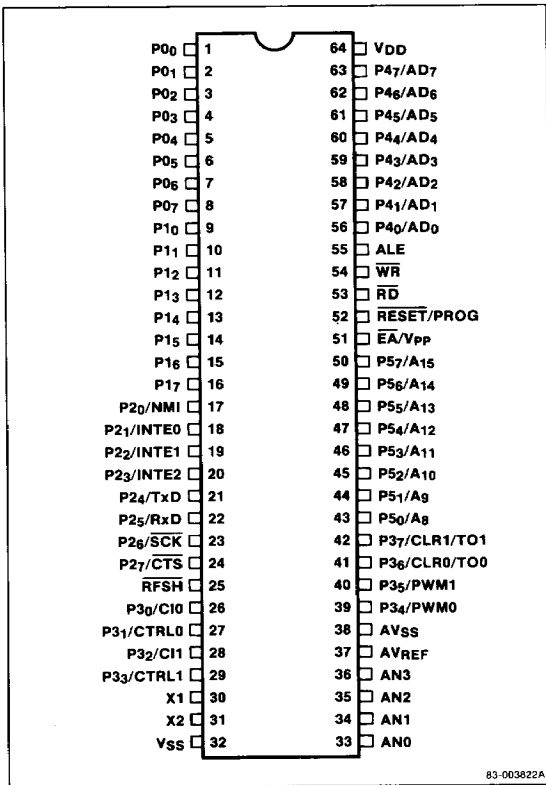 P0₀ 1 64 VDD
P0₁ 2 63 P4₇/AD₇
P0₂ 3 62 P4₆/AD₆
P0₃ 4 61 P4₅/AD₅
P0₄ 5 60 P4₄/AD₄
P0₅ 6 59 P4₃/AD₃
P0₆ 7 58 P4₂/AD₂
P0₇ 8 57 P4₁/AD₁
P1₀ 9 56 P4₀/AD₀
P1₁ 10 55 ALE
P1₂ 11 54 W̅R̅
P1₃ 12 53 R̅D̅
P1₄ 13 52 R̅E̅S̅E̅T̅/PROG
P1₅ 14 51 E̅A̅/VPP
P1₆ 15 50 P5₇/A₁₅
P1₇ 16 49 P5₆/A₁₄
P2₀/NMI 17 48 P5₅/A₁₃
P2₁/INTE0 18 47 P5₄/A₁₂
P2₂/INTE1 19 46 P5₃/A₁₁
P2₃/INTE2 20 45 P5₂/A₁₀
P2₄/TxD 21 44 P5₁/A₉
P2₅/RxD 22 43 P5₀/A₈
P2₆/S̅C̅K̅ 23 42 P3₇/CLR1/TO1
P2₇/C̅T̅S̅ 24 41 P3₆/CLR0/TO0
R̅F̅S̅H̅ 25 40 P3₅/PWM1
P3₀/CI0 26 39 P3₄/PWM0
P3₁/CTRL0 27 38 AVSS
P3₂/CI1 28 37 AVREF
P3₃/CTRL1 29 36 AN3
X1 30 35 AN2
X2 31 34 AN1
VSS 32 33 AN0
83-003822A